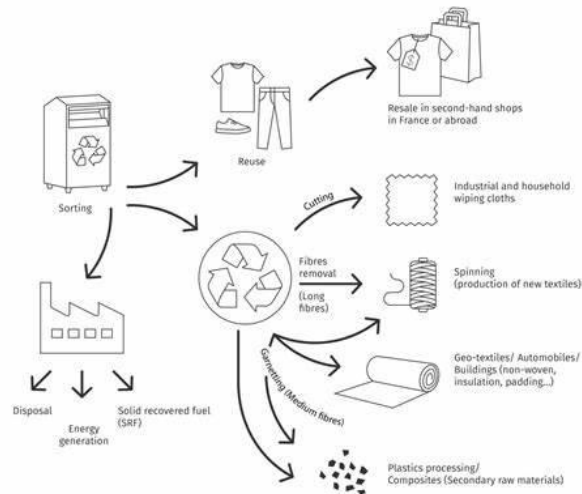 Resale in second-hand shops
in France or abroad
Reuse
Sorting
Cutting
Industrial and household
wiping cloths
Fibres
removal
(Long
fibres)
Spinning
(production of new textiles)
Garnetting (Medium fibres)
Geo-textiles/ Automobiles/
Buildings (non-woven,
insulation, padding...)
Disposal
Energy
generation
Solid recovered fuel
(SRF)
Plastics processing/
Composites (Secondary raw materials)